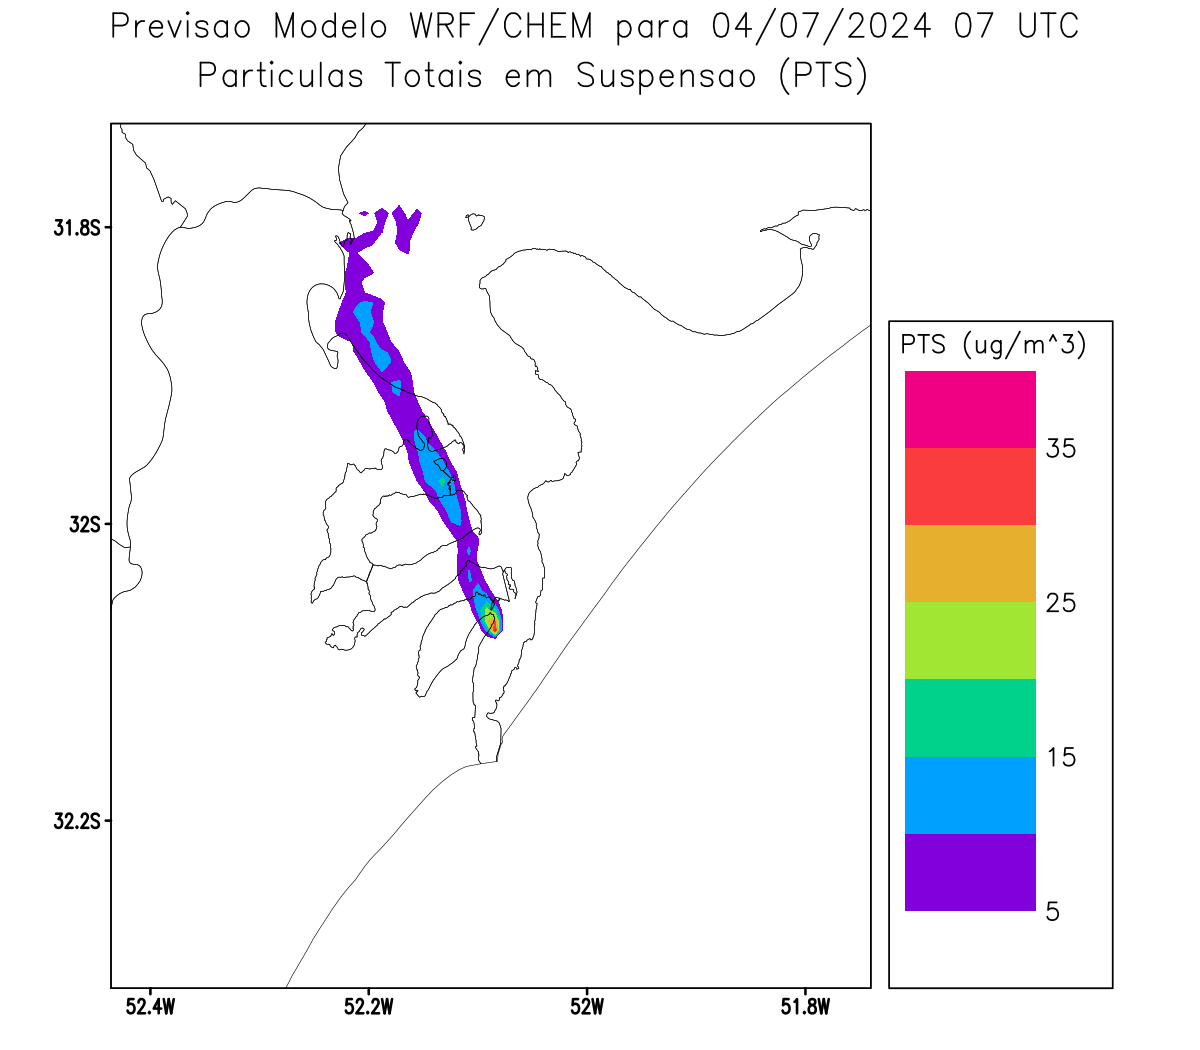 Previsao Modelo WRF/CHEM para 04/07/2024 07 UTC
Particulas Totais em Suspensao (PTS)
31.8S
32S
32.2S
52.4W
52.2W
52W
51.8W
PTS (ug/m^3)
35
25
15
5